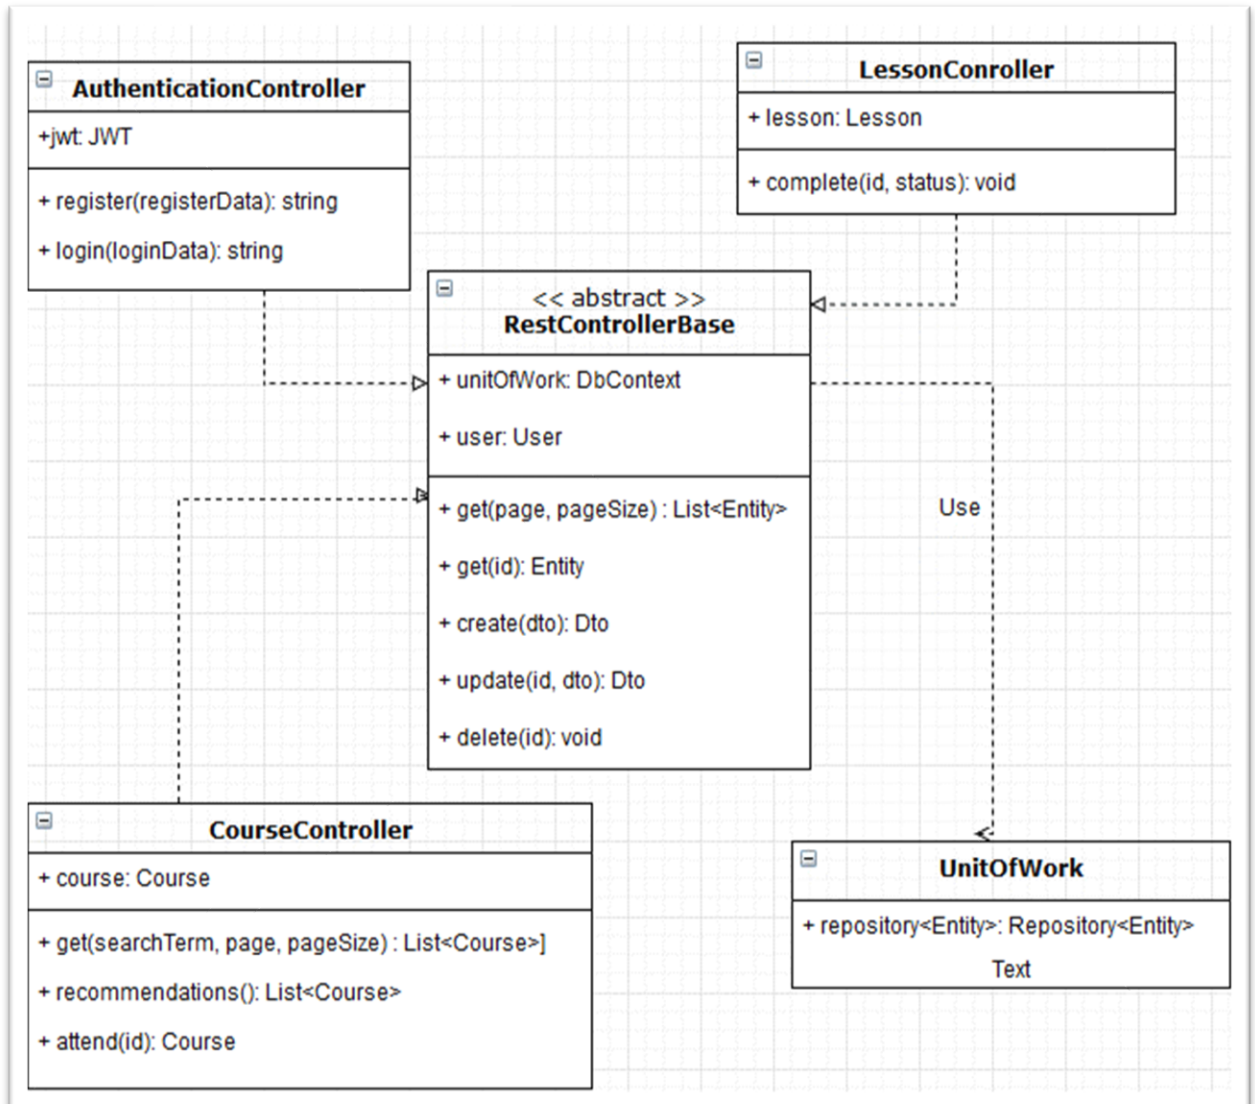 AuthenticationController
+jwt: JWT
+ register(registerData): string
+ login(loginData): string
LessonConroller
+ lesson: Lesson
+ complete(id, status): void
<< abstract >>
RestControllerBase
+ unitOfWork: DbContext
+ user: User
+ get(page, pageSize) : List<Entity>
+ get(id): Entity
+ create(dto): Dto
+ update(id, dto): Dto
+ delete(id): void
Use
CourseController
+ course: Course
+ get(searchTerm, page, pageSize) : List<Course>]
+ recommendations(): List<Course>
+ attend(id): Course
UnitOfWork
+ repository<Entity>: Repository<Entity>
Text